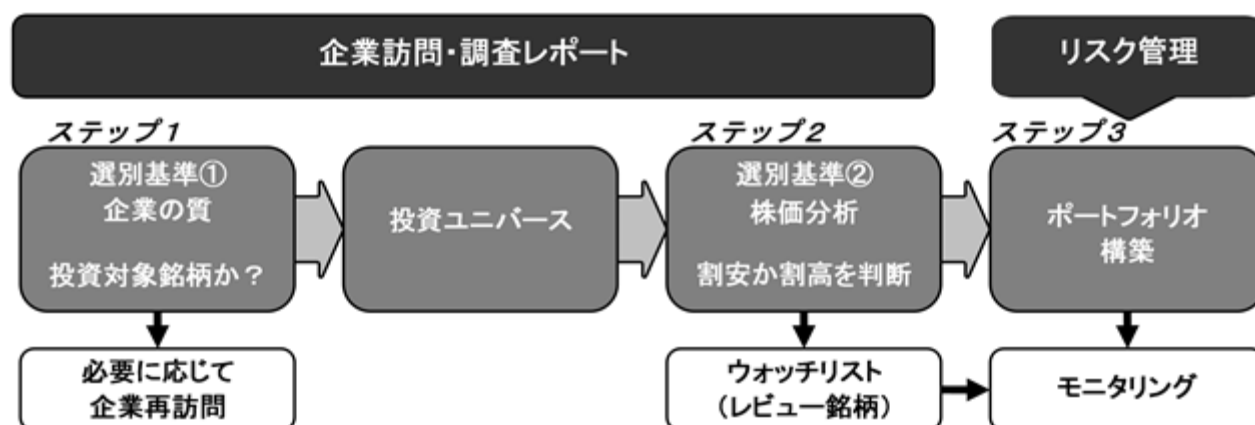 企業訪問・調査レポート
リスク管理
ステップ1
選別基準①
企業の質
投資対象銘柄か？
投資ユニバース
ステップ2
選別基準②
株価分析
割安か割高を判断
ステップ3
ポートフォリオ
構築
必要に応じて
企業再訪問
ウォッチリスト
（レビュー銘柄）
モニタリング